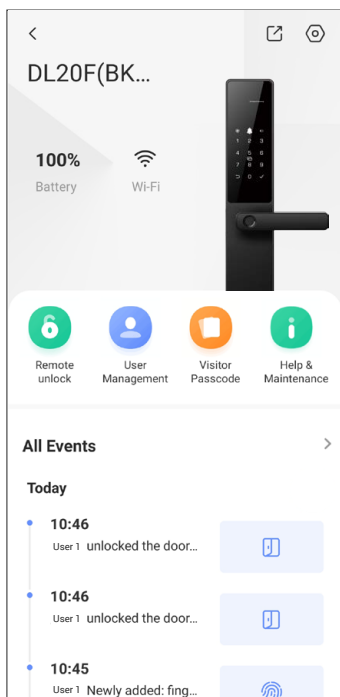 DL20F(BK...
100%
Battery
Wi-Fi
Remote unlock
User Management
Visitor Passcode
Help & Maintenance
All Events
Today
10:46
User 1 unlocked the door...
10:46
User 1 unlocked the door...
10:45
User 1 Newly added: fing...